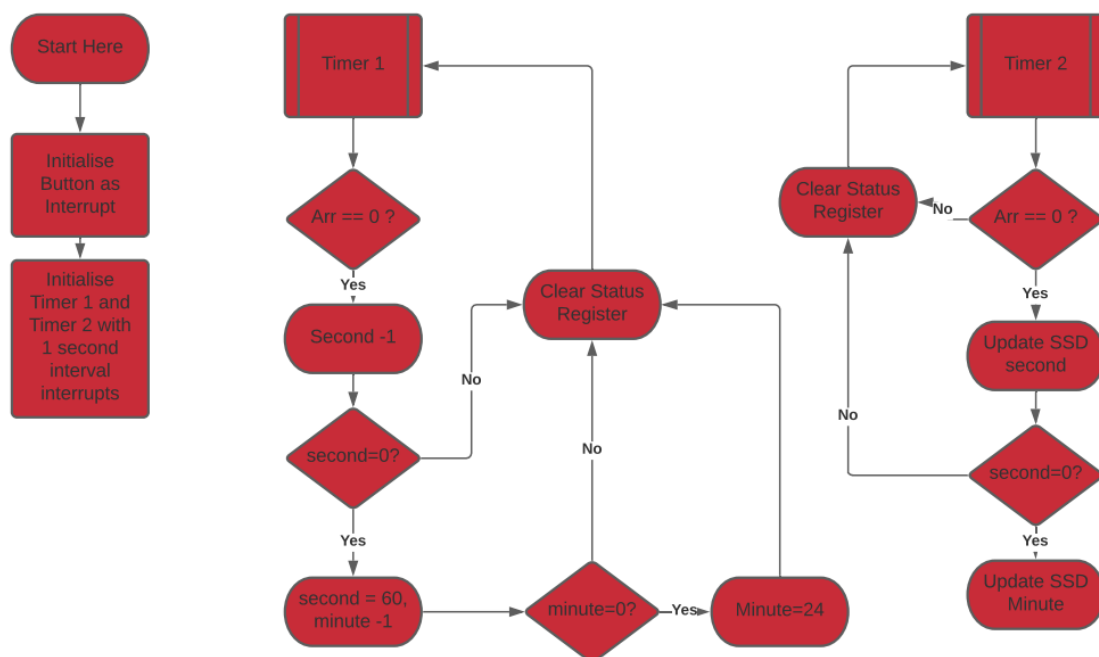 Start Here
Initialise
Button as
Interrupt
Initialise
Timer 1 and
Timer 2 with
1 second
interval
interrupts
Timer 1
Arr == 0 ?
Yes
Second -1
second=0?
No
Yes
second = 60,
minute -1
minute=0?
No
Yes
Minute=24
Clear Status
Register
Timer 2
Arr == 0 ?
No
Clear Status
Register
Yes
Update SSD
second
second=0?
No
Yes
Update SSD
Minute